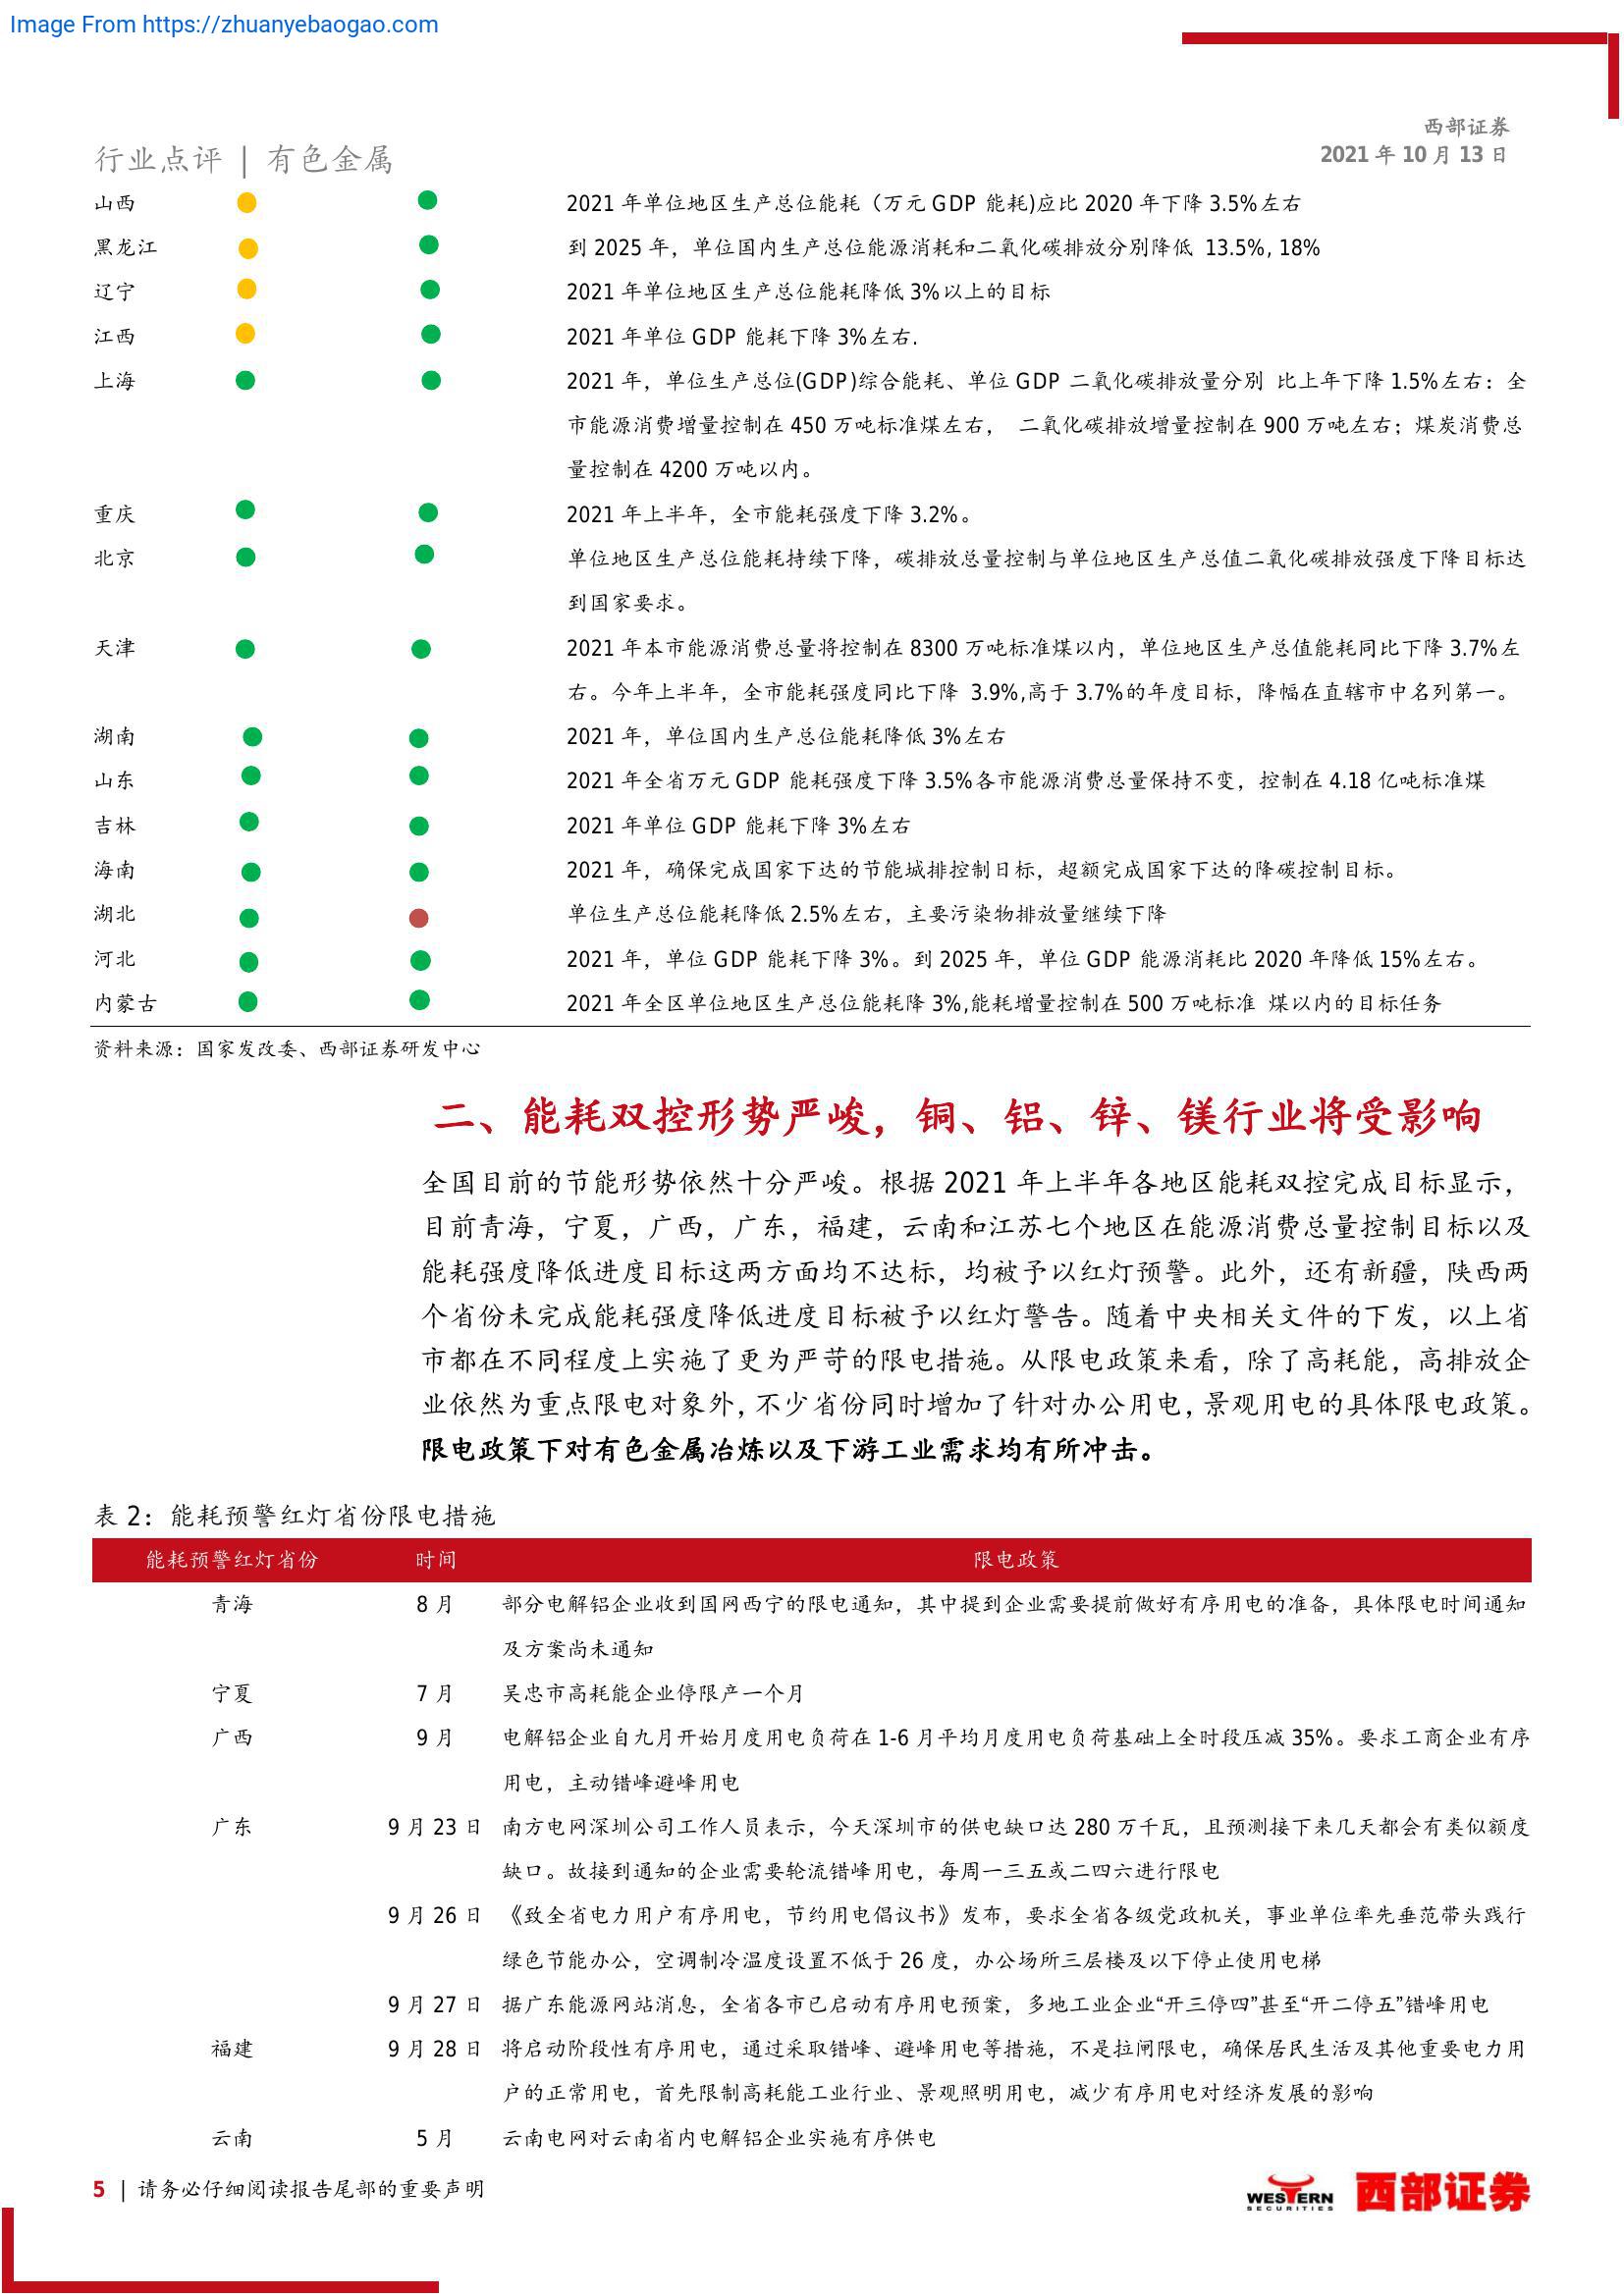 Image From https://zhuanyebaogao.com
西部证券
2021 年 10 月 13 日
行业点评 | 有色金属
山西 2021 年单位地区生产总位能耗（万元 GDP 能耗)应比 2020 年下降 3.5%左右
黑龙江 到 2025 年，单位国内生产总位能源消耗和二氧化碳排放分别降低 13.5%, 18%
辽宁 2021 年单位地区生产总位能耗降低 3%以上的目标
江西 2021 年单位 GDP 能耗下降 3%左右.
上海 2021 年，单位生产总位(GDP)综合能耗、单位 GDP 二氧化碳排放量分别 比上年下降 1.5%左右：全
市能源消费增量控制在 450 万吨标准煤左右， 二氧化碳排放增量控制在 900 万吨左右；煤炭消费总
量控制在 4200 万吨以内。
重庆 2021 年上半年，全市能耗强度下降 3.2%。
北京 单位地区生产总位能耗持续下降，碳排放总量控制与单位地区生产总值二氧化碳排放强度下降目标达
到国家要求。
天津 2021 年本市能源消费总量将控制在 8300 万吨标准煤以内，单位地区生产总值能耗同比下降 3.7%左
右。今年上半年，全市能耗强度同比下降 3.9%,高于 3.7%的年度目标，降幅在直辖市中名列第一。
湖南 2021 年，单位国内生产总位能耗降低 3%左右
山东 2021 年全省万元 GDP 能耗强度下降 3.5%各市能源消费总量保持不变，控制在 4.18 亿吨标准煤
吉林 2021 年单位 GDP 能耗下降 3%左右
海南 2021 年，确保完成国家下达的节能城排控制日标，超额完成国家下达的降碳控制目标。
湖北 单位生产总位能耗降低 2.5%左右，主要污染物排放量继续下降
河北 2021 年，单位 GDP 能耗下降 3%。到 2025 年，单位 GDP 能源消耗比 2020 年降低 15%左右。
内蒙古 2021 年全区单位地区生产总位能耗降 3%,能耗增量控制在 500 万吨标准 煤以内的目标任务
资料来源：国家发改委、西部证券研发中心
二、能耗双控形势严峻，铜、铝、锌、镁行业将受影响
全国目前的节能形势依然十分严峻。根据 2021 年上半年各地区能耗双控完成目标显示，
目前青海，宁夏，广西，广东，福建，云南和江苏七个地区在能源消费总量控制目标以及
能耗强度降低进度目标这两方面均不达标，均被予以红灯预警。此外，还有新疆，陕西两
个省份未完成能耗强度降低进度目标被予以红灯警告。随着中央相关文件的下发，以上省
市都在不同程度上实施了更为严苛的限电措施。从限电政策来看，除了高耗能，高排放企
业依然为重点限电对象外，不少省份同时增加了针对办公用电，景观用电的具体限电政策。
限电政策下对有色金属冶炼以及下游工业需求均有所冲击。
表 2：能耗预警红灯省份限电措施
能耗预警红灯省份 时间 限电政策
青海 8 月 部分电解铝企业收到国网西宁的限电通知，其中提到企业需要提前做好有序用电的准备，具体限电时间通知
及方案尚未通知
宁夏 7 月 吴忠市高耗能企业停限产一个月
广西 9 月 电解铝企业自九月开始月度用电负荷在 1-6 月平均月度用电负荷基础上全时段压减 35%。要求工商企业有序
用电，主动错峰避峰用电
广东 9 月 23 日 南方电网深圳公司工作人员表示，今天深圳市的供电缺口达 280 万千瓦，且预测接下来几天都会有类似额度
缺口。故接到通知的企业需要轮流错峰用电，每周一三五或二四六进行限电
9 月 26 日 《致全省电力用户有序用电，节约用电倡议书》发布，要求全省各级党政机关，事业单位率先垂范带头践行
绿色节能办公，空调制冷温度设置不低于 26 度，办公场所三层楼及以下停止使用电梯
9 月 27 日 据广东能源网站消息，全省各市已启动有序用电预案，多地工业企业“开三停四”甚至“开二停五”错峰用电
福建 9 月 28 日 将启动阶段性有序用电，通过采取错峰、避峰用电等措施，不是拉闸限电，确保居民生活及其他重要电力用
户的正常用电，首先限制高耗能工业行业、景观照明用电，减少有序用电对经济发展的影响
云南 5 月 云南电网对云南省内电解铝企业实施有序供电
5 | 请务必仔细阅读报告尾部的重要声明
WESTERN
SECURITIES
西部证券